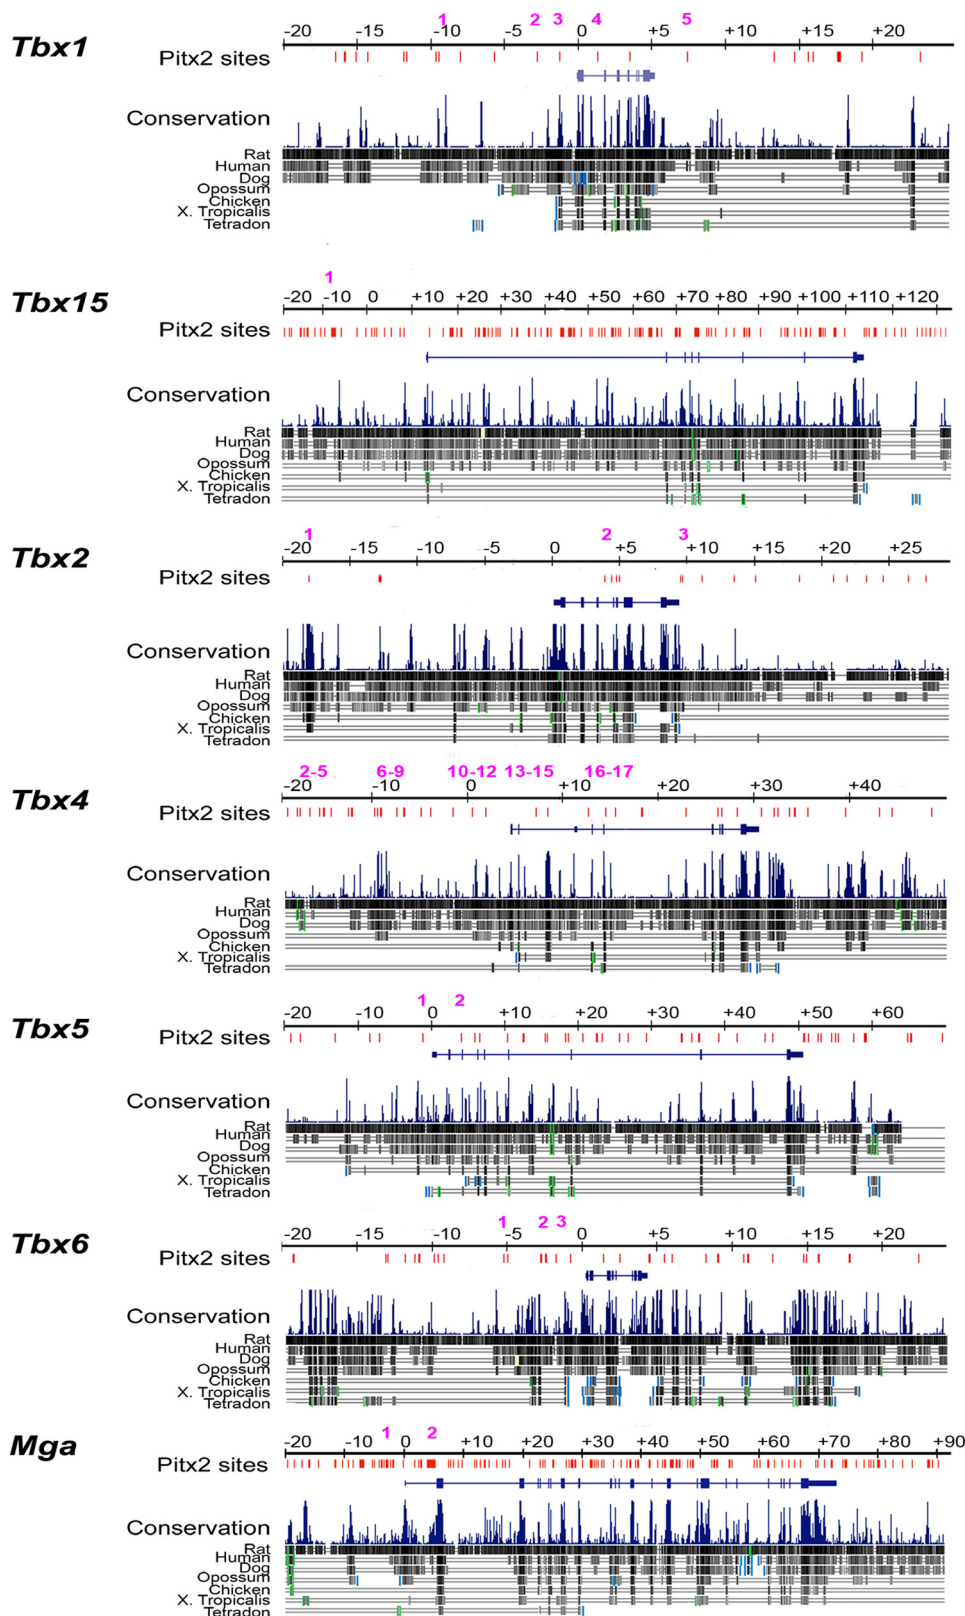 1 2 3 4 5
Tbx1 -20 -15 -10 -5 0 +5 +10 +15 +20
Pitx2 sites
Conservation
Rat
Human
Dog
Opossum
Chicken
X. Tropicalis
Tetradon
1
Tbx15 -20 -10 0 +10 +20 +30 +40 +50 +60 +70 +80 +90 +100 +110 +120
Pitx2 sites
Conservation
Rat
Human
Dog
Opossum
Chicken
X. Tropicalis
Tetradon
1 2 3
Tbx2 -20 -15 -10 -5 0 +5 +10 +15 +20 +25
Pitx2 sites
Conservation
Rat
Human
Dog
Opossum
Chicken
X. Tropicalis
Tetradon
2-5 6-9 10-12 13-15 16-17
Tbx4 -20 -10 0 +10 +20 +30 +40
Pitx2 sites
Conservation
Rat
Human
Dog
Opossum
Chicken
X. Tropicalis
Tetradon
1 2
Tbx5 -20 -10 0 +10 +20 +30 +40 +50 +60
Pitx2 sites
Conservation
Rat
Human
Dog
Opossum
Chicken
X. Tropicalis
Tetradon
1 2 3
Tbx6 -20 -15 -10 -5 0 +5 +10 +15 +20
Pitx2 sites
Conservation
Rat
Human
Dog
Opossum
Chicken
X. Tropicalis
Tetradon
1 2
Mga -20 -10 0 +10 +20 +30 +40 +50 +60 +70 +80 +90
Pitx2 sites
Conservation
Rat
Human
Dog
Opossum
Chicken
X. Tropicalis
Tetradon